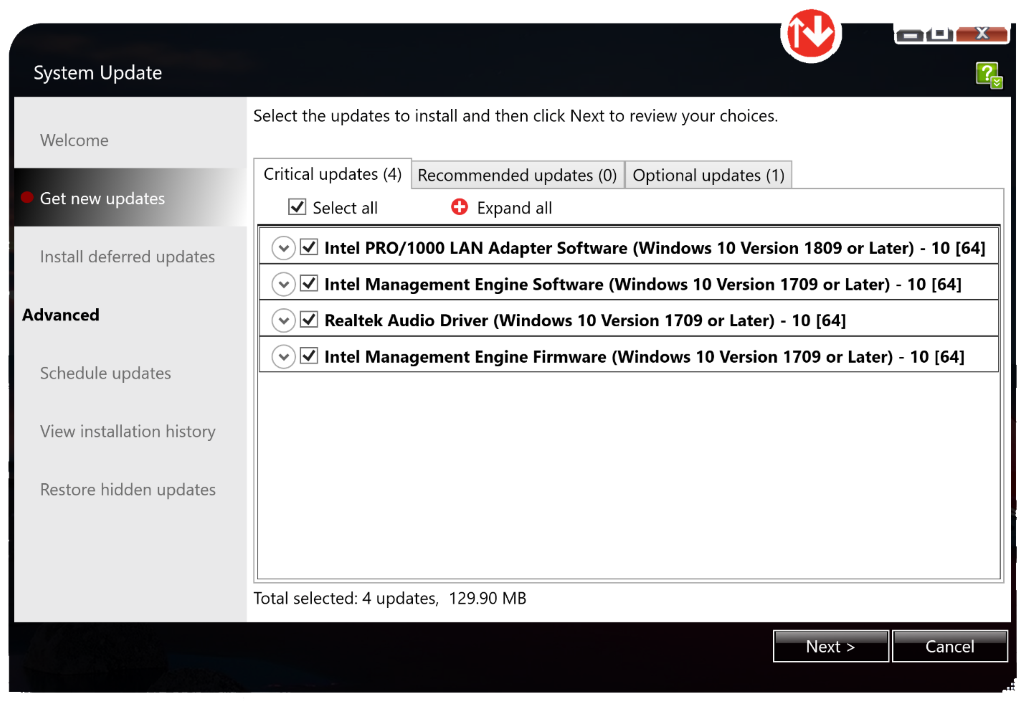 System Update
?
X
Welcome
Get new updates
Install deferred updates
Advanced
Schedule updates
View installation history
Restore hidden updates
Select the updates to install and then click Next to review your choices.
Critical updates (4) Recommended updates (0) Optional updates (1)
Select all Expand all
Intel PRO/1000 LAN Adapter Software (Windows 10 Version 1809 or Later) - 10 [64]
Intel Management Engine Software (Windows 10 Version 1709 or Later) - 10 [64]
Realtek Audio Driver (Windows 10 Version 1709 or Later) - 10 [64]
Intel Management Engine Firmware (Windows 10 Version 1709 or Later) - 10 [64]
Total selected: 4 updates, 129.90 MB
Next > Cancel